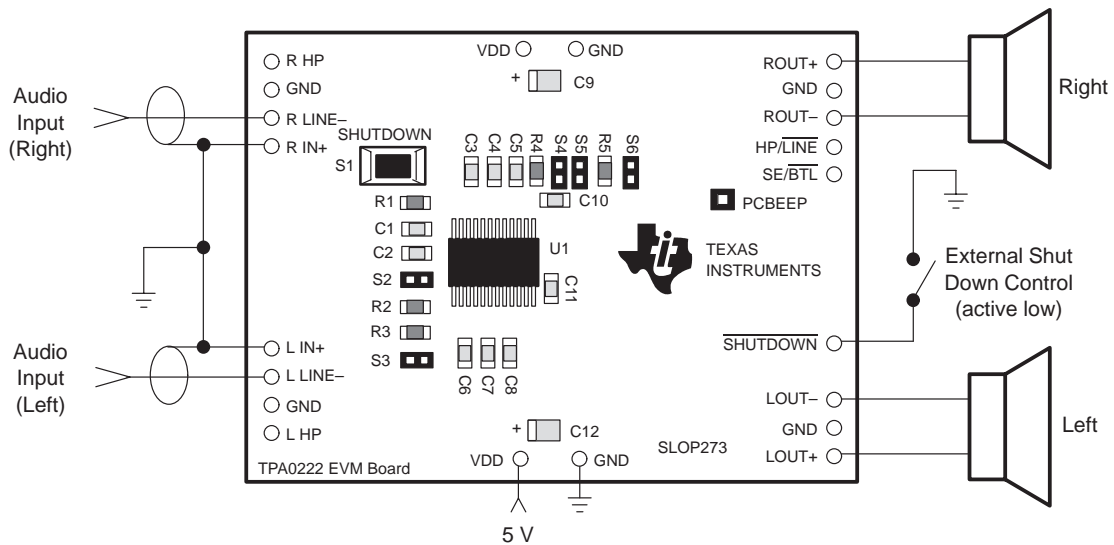 VDD
GND
R HP
GND
R LINE–
R IN+
SHUTDOWN
S1
+
C9
C3
C4
C5
R4
S4
S5
R5
S6
C10
R1
C1
C2
S2
R2
R3
S3
U1
C11
C6
C7
C8
PCBEEP
TEXAS
INSTRUMENTS
ROUT+
GND
ROUT–
HP/LINE
SE/BTL
SHUTDOWN
LOUT–
GND
LOUT+
L IN+
L LINE–
GND
L HP
+
C12
VDD
GND
SLOP273
TPA0222 EVM Board
5 V
Audio
Input
(Right)
Audio
Input
(Left)
Right
External Shut
Down Control
(active low)
Left